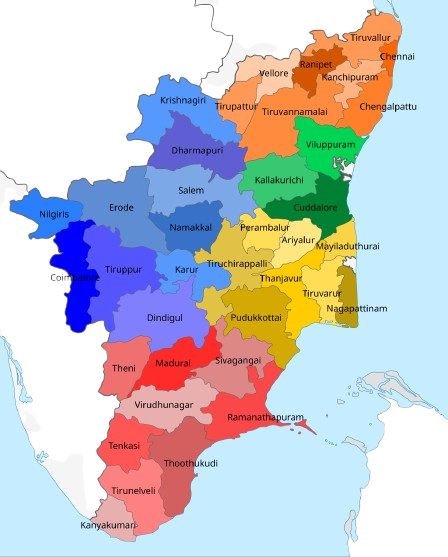 Tiruvallur
Chennai
Ranipet
Vellore
Kanchipuram
Krishnagiri
Tirupattur
Tiruvannamalai
Chengalpattu
Viluppuram
Dharmapuri
Kallakurichi
Salem
Cuddalore
Erode
Nilgiris
Namakkal
Perambalur
Ariyalur
Mayiladuthurai
Coimbatore
Tiruppur
Karur
Tiruchirappalli
Thanjavur
Tiruvarur
Nagapattinam
Dindigul
Pudukkottai
Theni
Madurai
Sivagangai
Virudhunagar
Ramanathapuram
Tenkasi
Thoothukudi
Tirunelveli
Kanyakumari